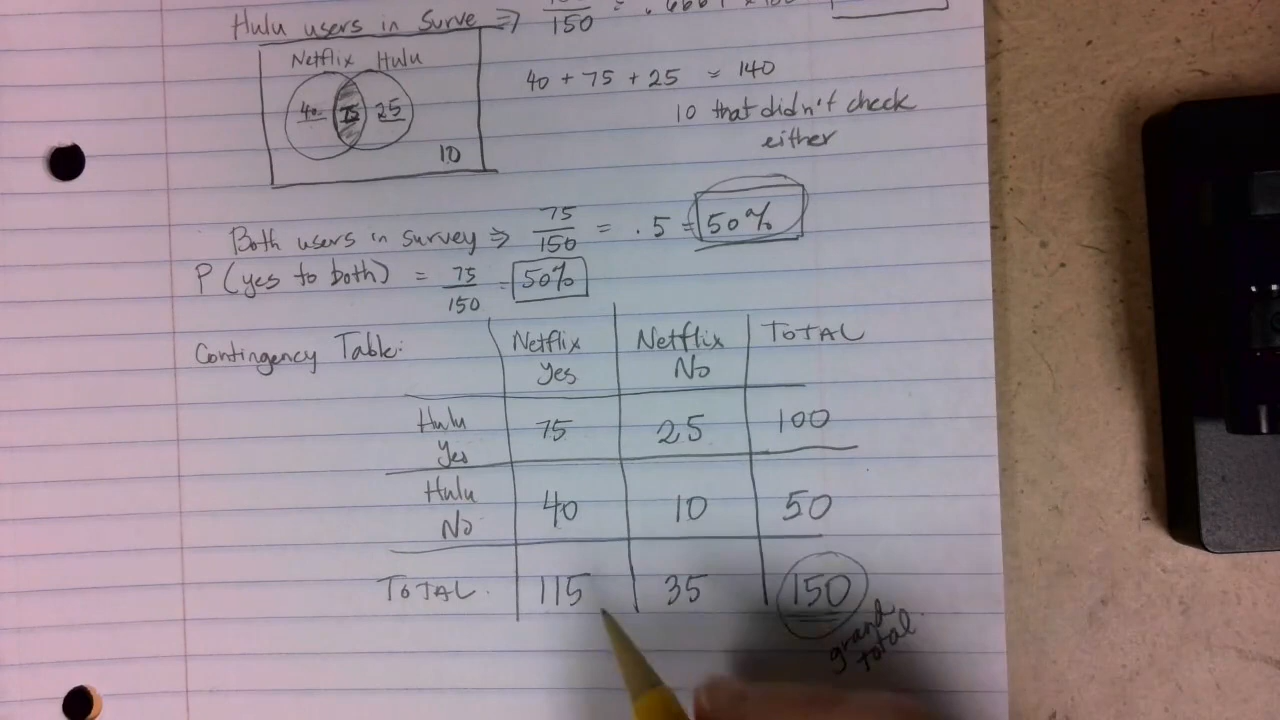 Hulu users in Surve ⇒ 150
Netflix Hulu
40 75 25
10
40 + 75 + 25 = 140
10 that didn't check
either
Both users in survey ⇒ 75/150 = .5 = 50%
P (yes to both) = 75/150 = 50%
Contingency Table:
Netflix Yes Netflix No TOTAL
Hulu Yes 75 25 100
Hulu No 40 10 50
TOTAL. 115 35 150
grand
total.